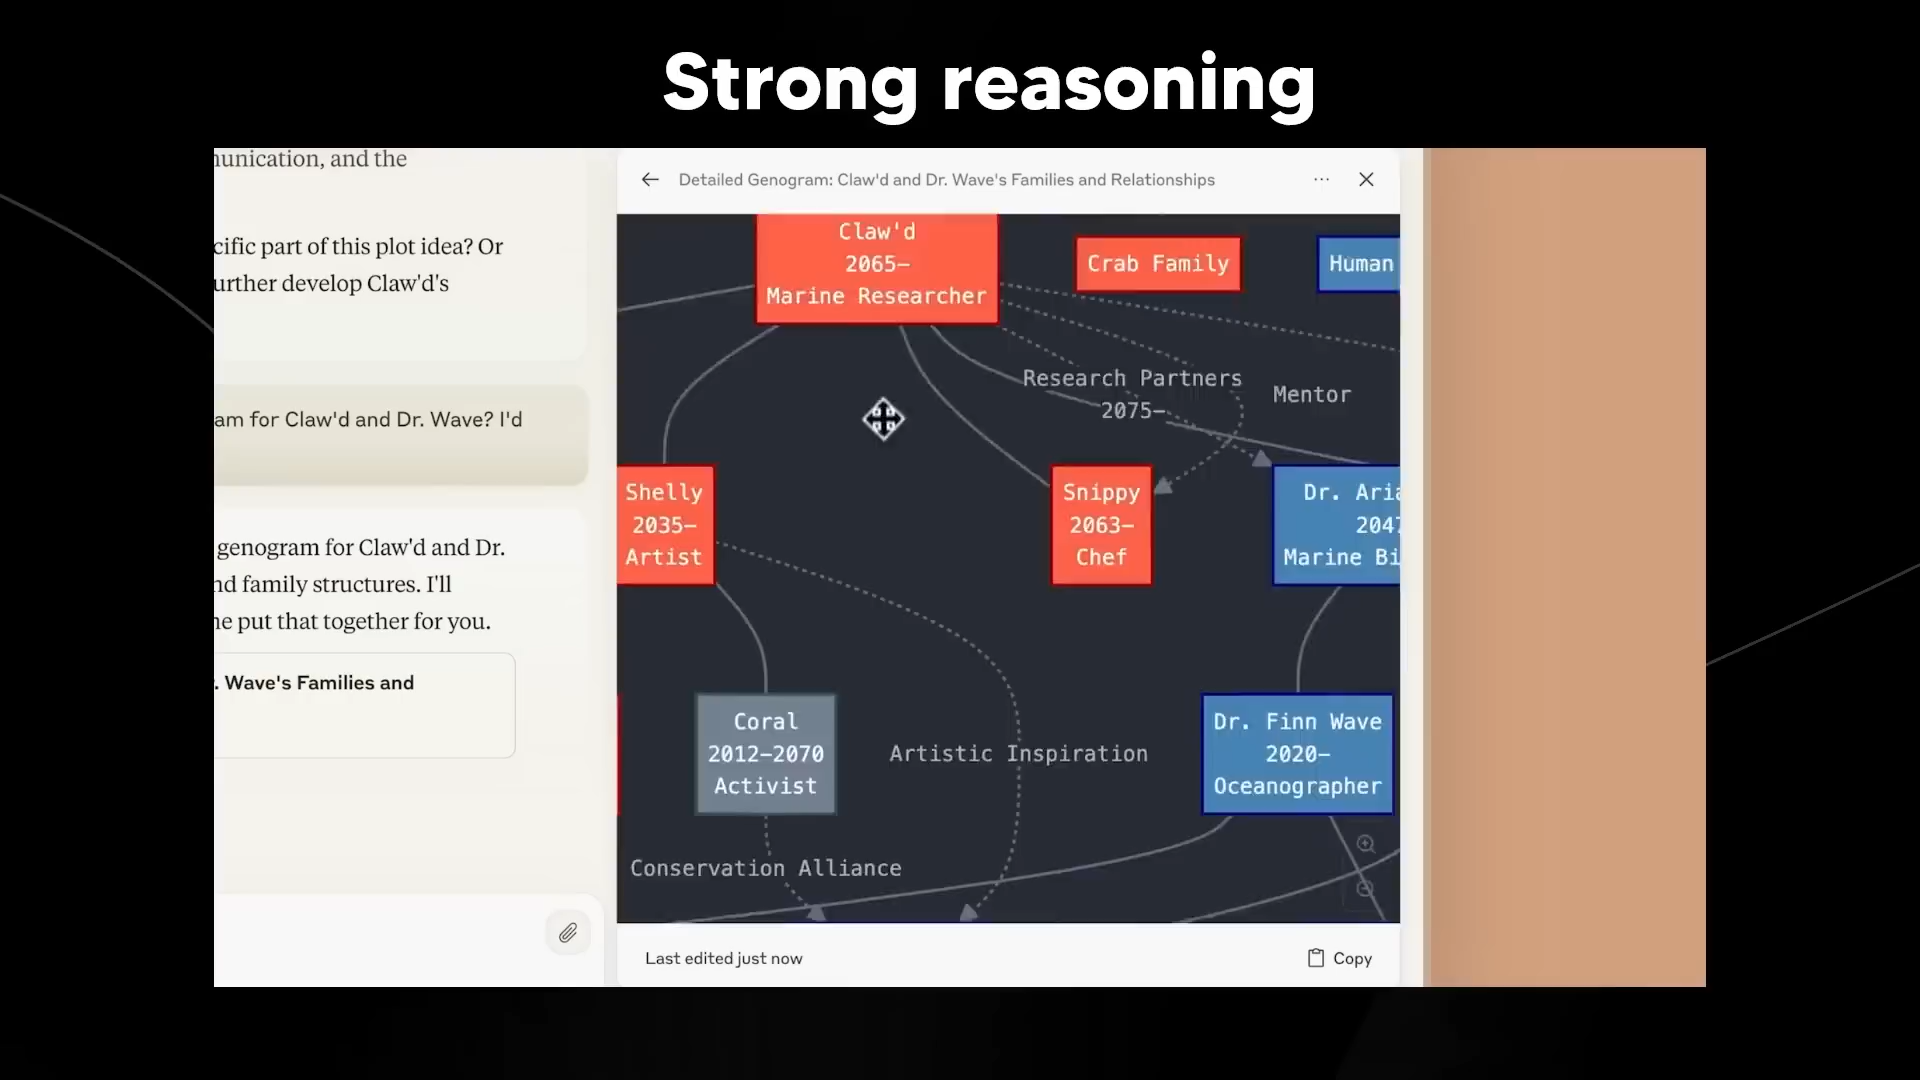 Strong reasoning
munication, and the
cific part of this plot idea? Or
urther develop Claw'd's
am for Claw'd and Dr. Wave? I'd
genogram for Claw'd and Dr.
nd family structures. I'll
ne put that together for you.
. Wave's Families and
Detailed Genogram: Claw'd and Dr. Wave's Families and Relationships
Claw'd
2065–
Marine Researcher
Crab Family
Human
Research Partners
2075–
Mentor
Shelly
2035–
Artist
Snippy
2063–
Chef
Dr. Aria
2047
Marine Bi
Coral
2012–2070
Activist
Artistic Inspiration
Dr. Finn Wave
2020–
Oceanographer
Conservation Alliance
Last edited just now
Copy